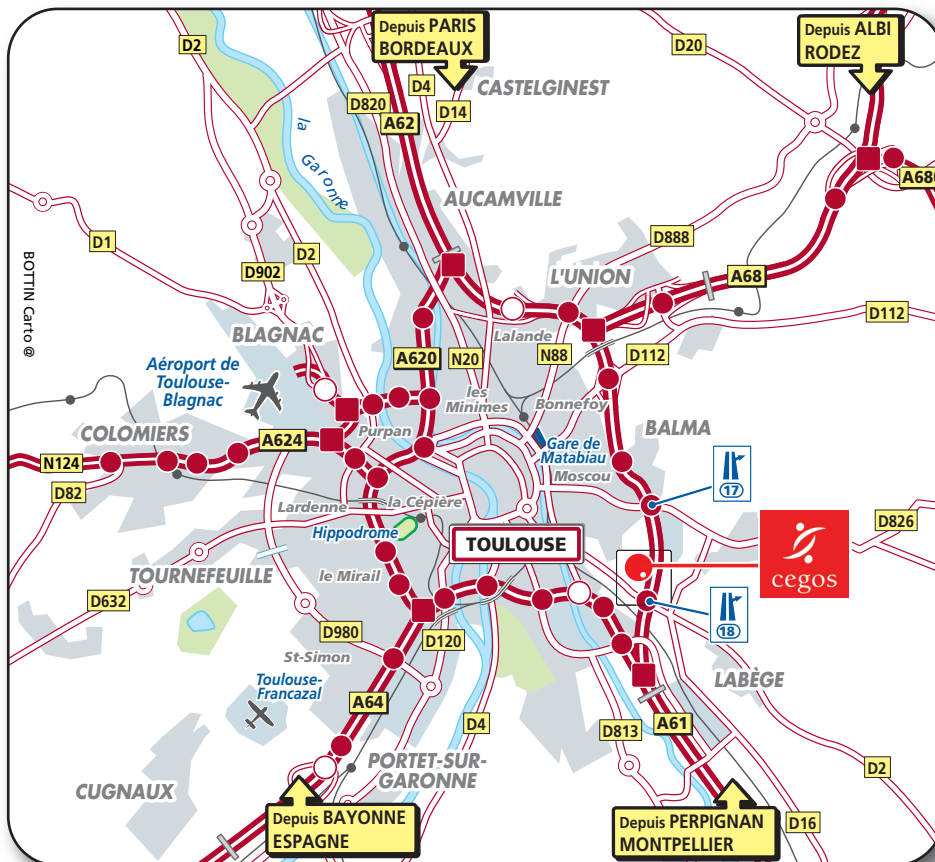 D2
Depuis PARIS
BORDEAUX
D20
Depuis ALBI
RODEZ
D4
CASTELGINEST
D820
D14
A62
la
Garonne
A680
AUCAMVILLE
D1
D2
D888
BOTTIN Carto @
D902
L'UNION
A68
D112
BLAGNAC
Lalande
A620
N20
N88
D112
Aéroport de
Toulouse-
Blagnac
les
Minimes
Bonnefoy
COLOMIERS
A624
Purpan
BALMA
Gare de
Matabiau
N124
Moscou
17
D82
Lardenne
la Cépière
D826
Hippodrome
TOULOUSE
cegos
TOURNEFEUILLE
le Mirail
D632
18
D980
D120
St-Simon
LABÈGE
Toulouse-
Francazal
A64
D4
A61
D813
PORTET-SUR-
GARONNE
D2
CUGNAUX
Depuis BAYONNE
ESPAGNE
Depuis PERPIGNAN
MONTPELLIER
D16